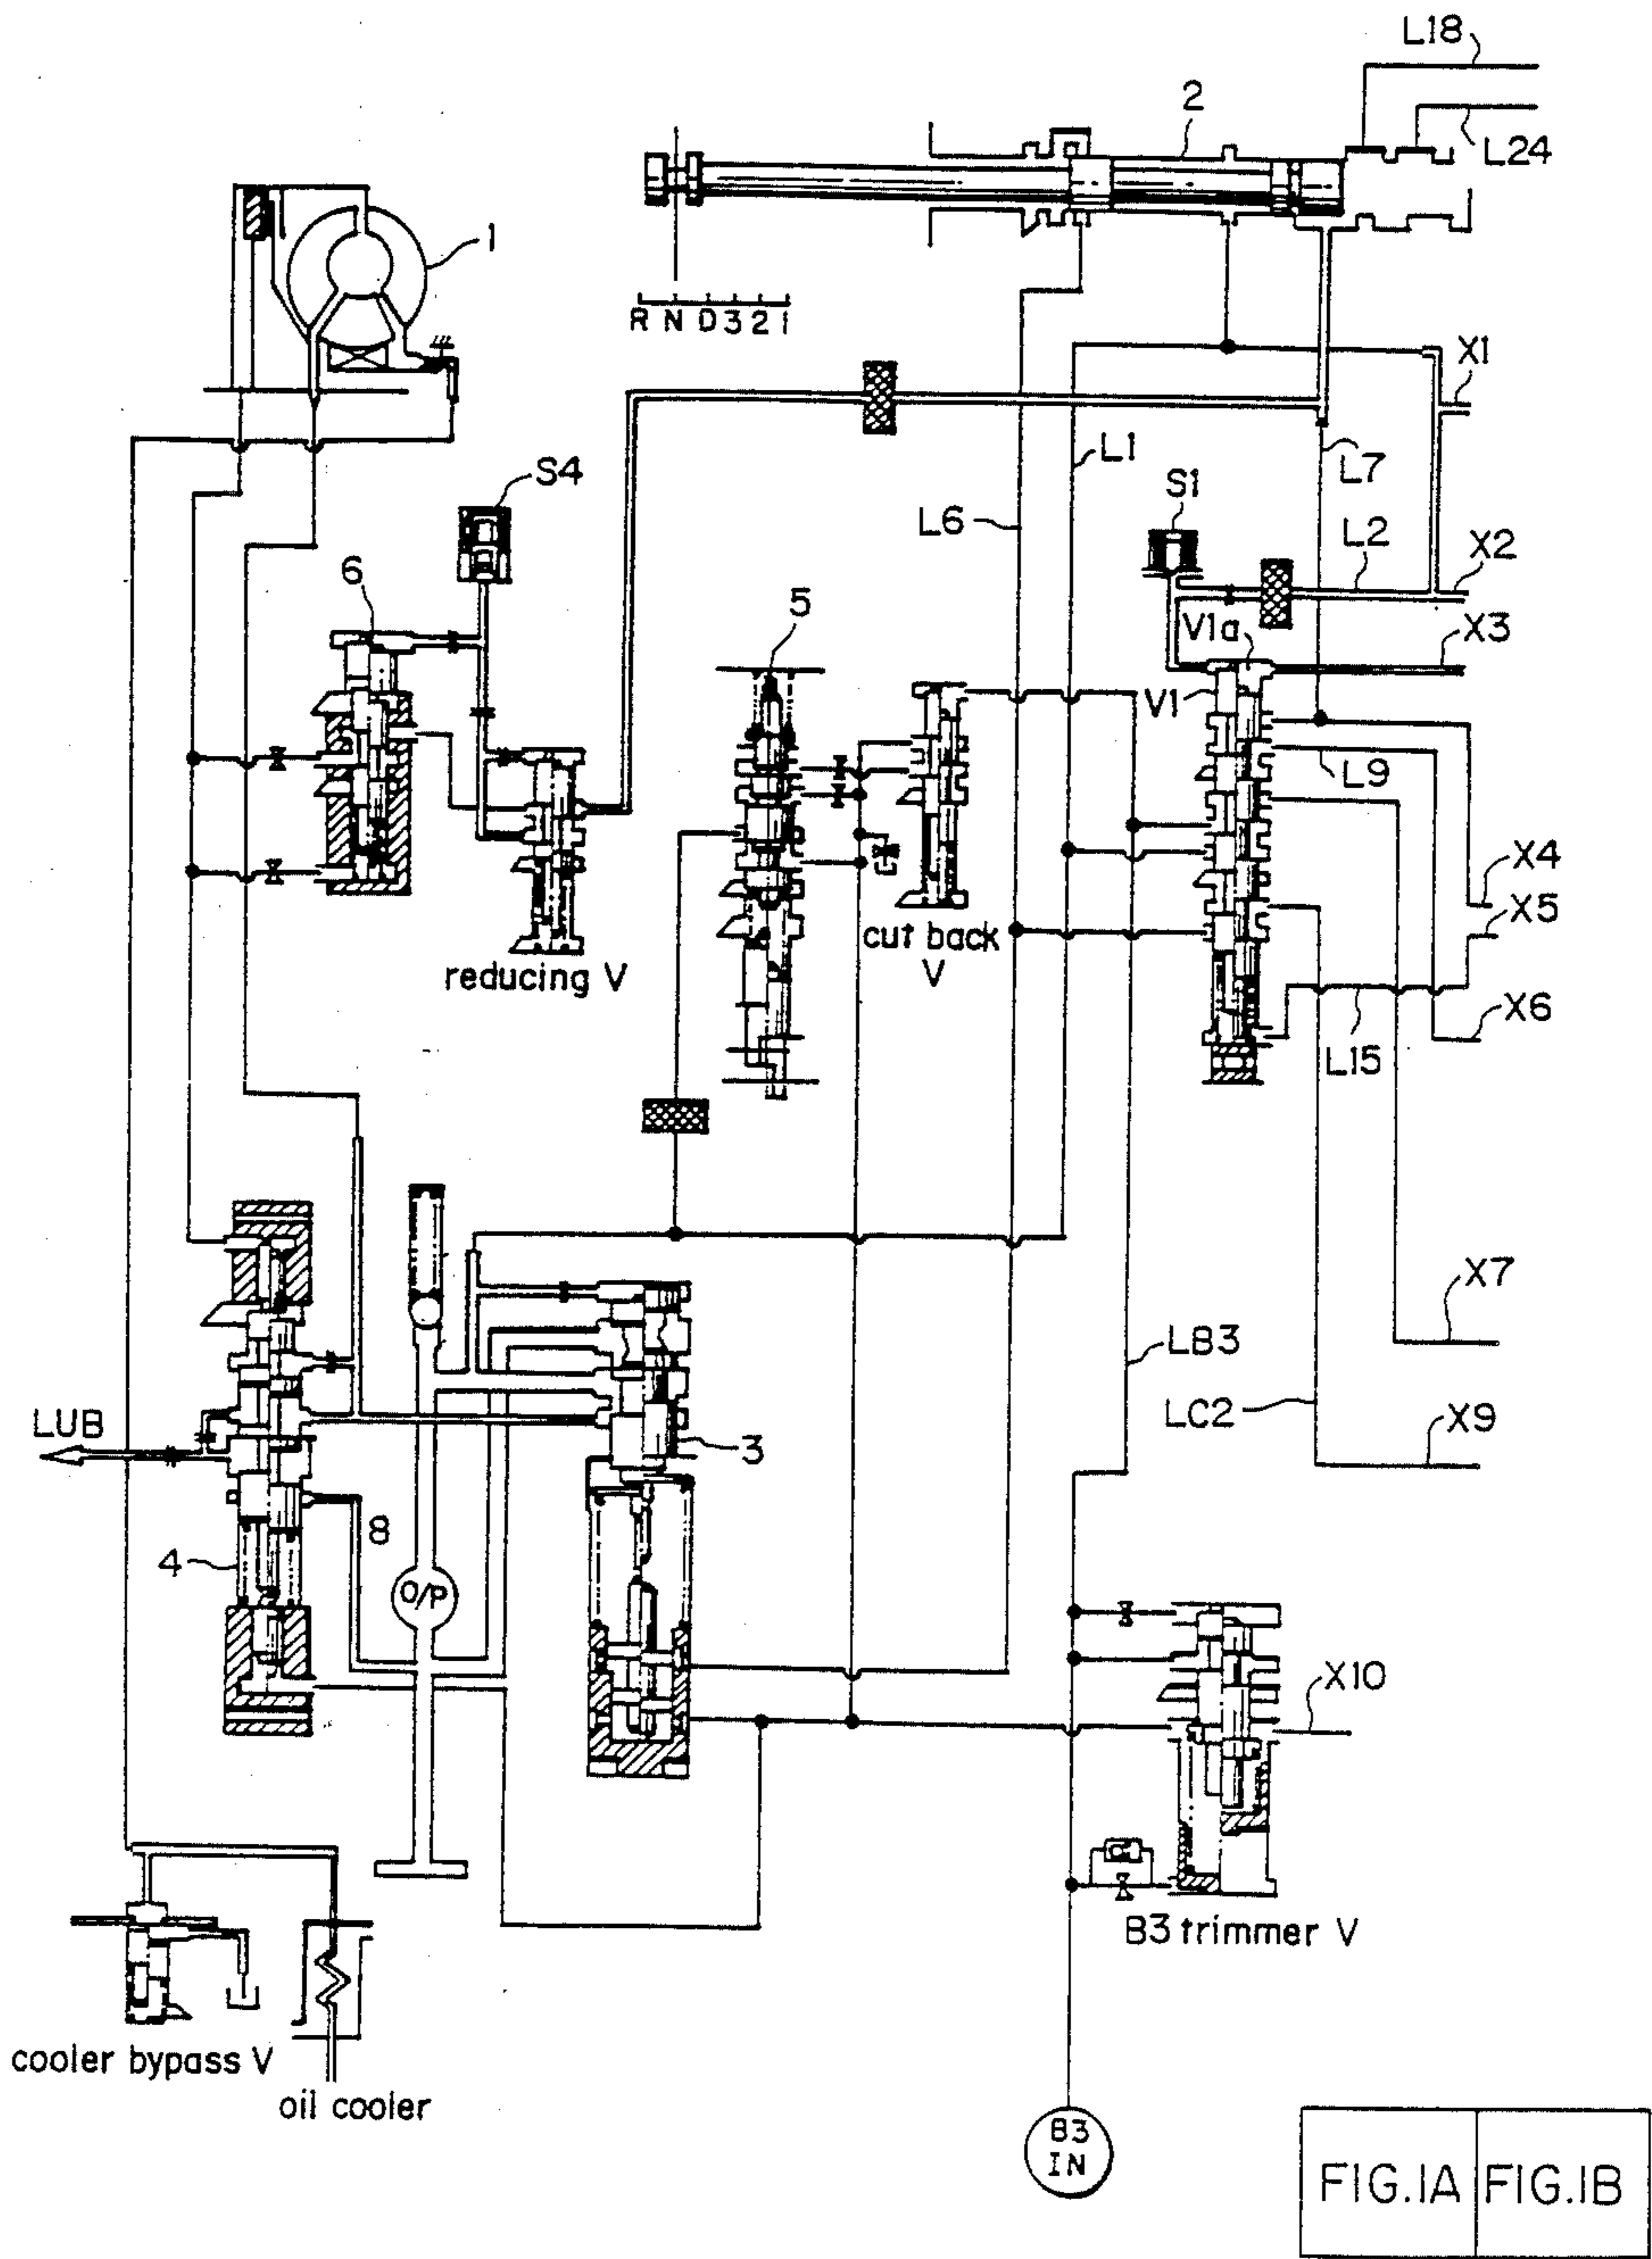 L18
2
L24
1
R N D 3 2 1
X1
L1
L7
S4
S1
L6
L2
X2
6
5
V1a
X3
V1
L9
X4
cut back
V
X5
reducing V
X6
L15
X7
LB3
LUB
LC2
X9
3
8
4
O/P
X10
B3 trimmer V
cooler bypass V
oil cooler
B3
IN
FIG.1A FIG.1B